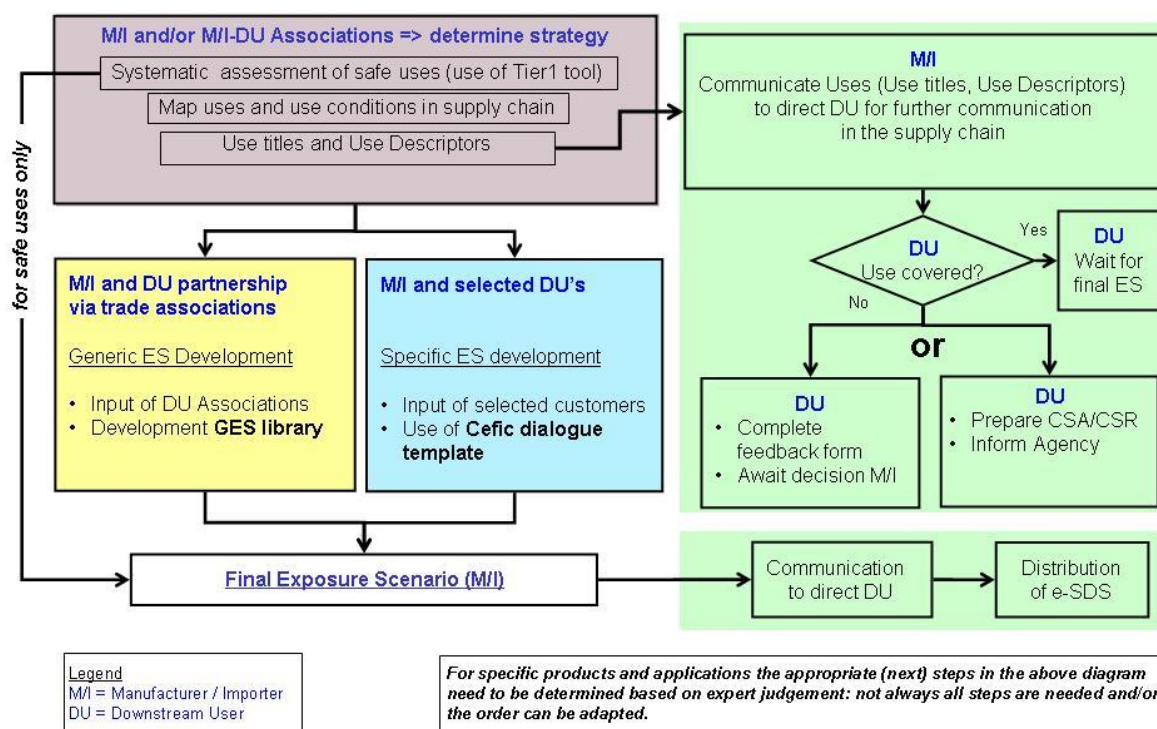 M/I and/or M/I-DU Associations => determine strategy
Systematic assessment of safe uses (use of Tier1 tool)
Map uses and use conditions in supply chain
Use titles and Use Descriptors
for safe uses only
M/I
Communicate Uses (Use titles, Use Descriptors)
to direct DU for further communication
in the supply chain
DU
Use covered?
Yes
No
DU
Wait for
final ES
or
DU
• Complete
feedback form
• Await decision M/I
DU
• Prepare CSA/CSR
• Inform Agency
M/I and DU partnership
via trade associations
Generic ES Development
• Input of DU Associations
• Development GES library
M/I and selected DU's
Specific ES development
• Input of selected customers
• Use of Cefic dialogue
template
Final Exposure Scenario (M/I)
Communication
to direct DU
Distribution
of e-SDS
Legend
M/I = Manufacturer / Importer
DU = Downstream User
For specific products and applications the appropriate (next) steps in the above diagram
need to be determined based on expert judgement: not always all steps are needed and/or
the order can be adapted.